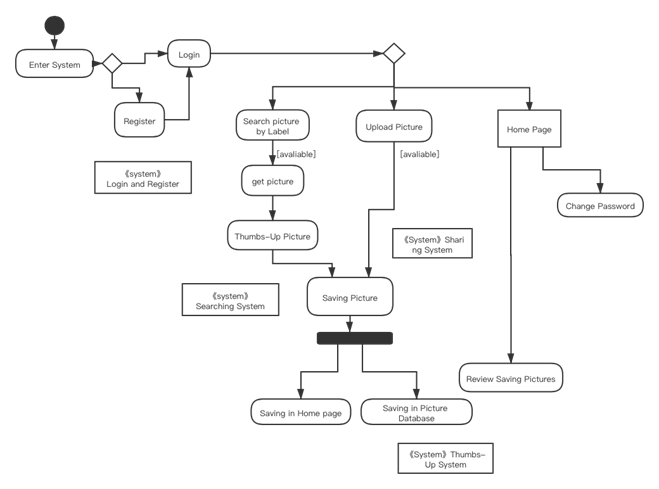 Enter System
Login
Register
《system》
Login and Register
Search picture
by Label
Upload Picture
Home Page
[avaliable]
[avaliable]
get picture
Change Password
Thumbs-Up Picture
《System》Shari
ng System
《system》
Searching System
Saving Picture
Review Saving Pictures
Saving in Home page
Saving in Picture
Database
《System》Thumbs-
Up System